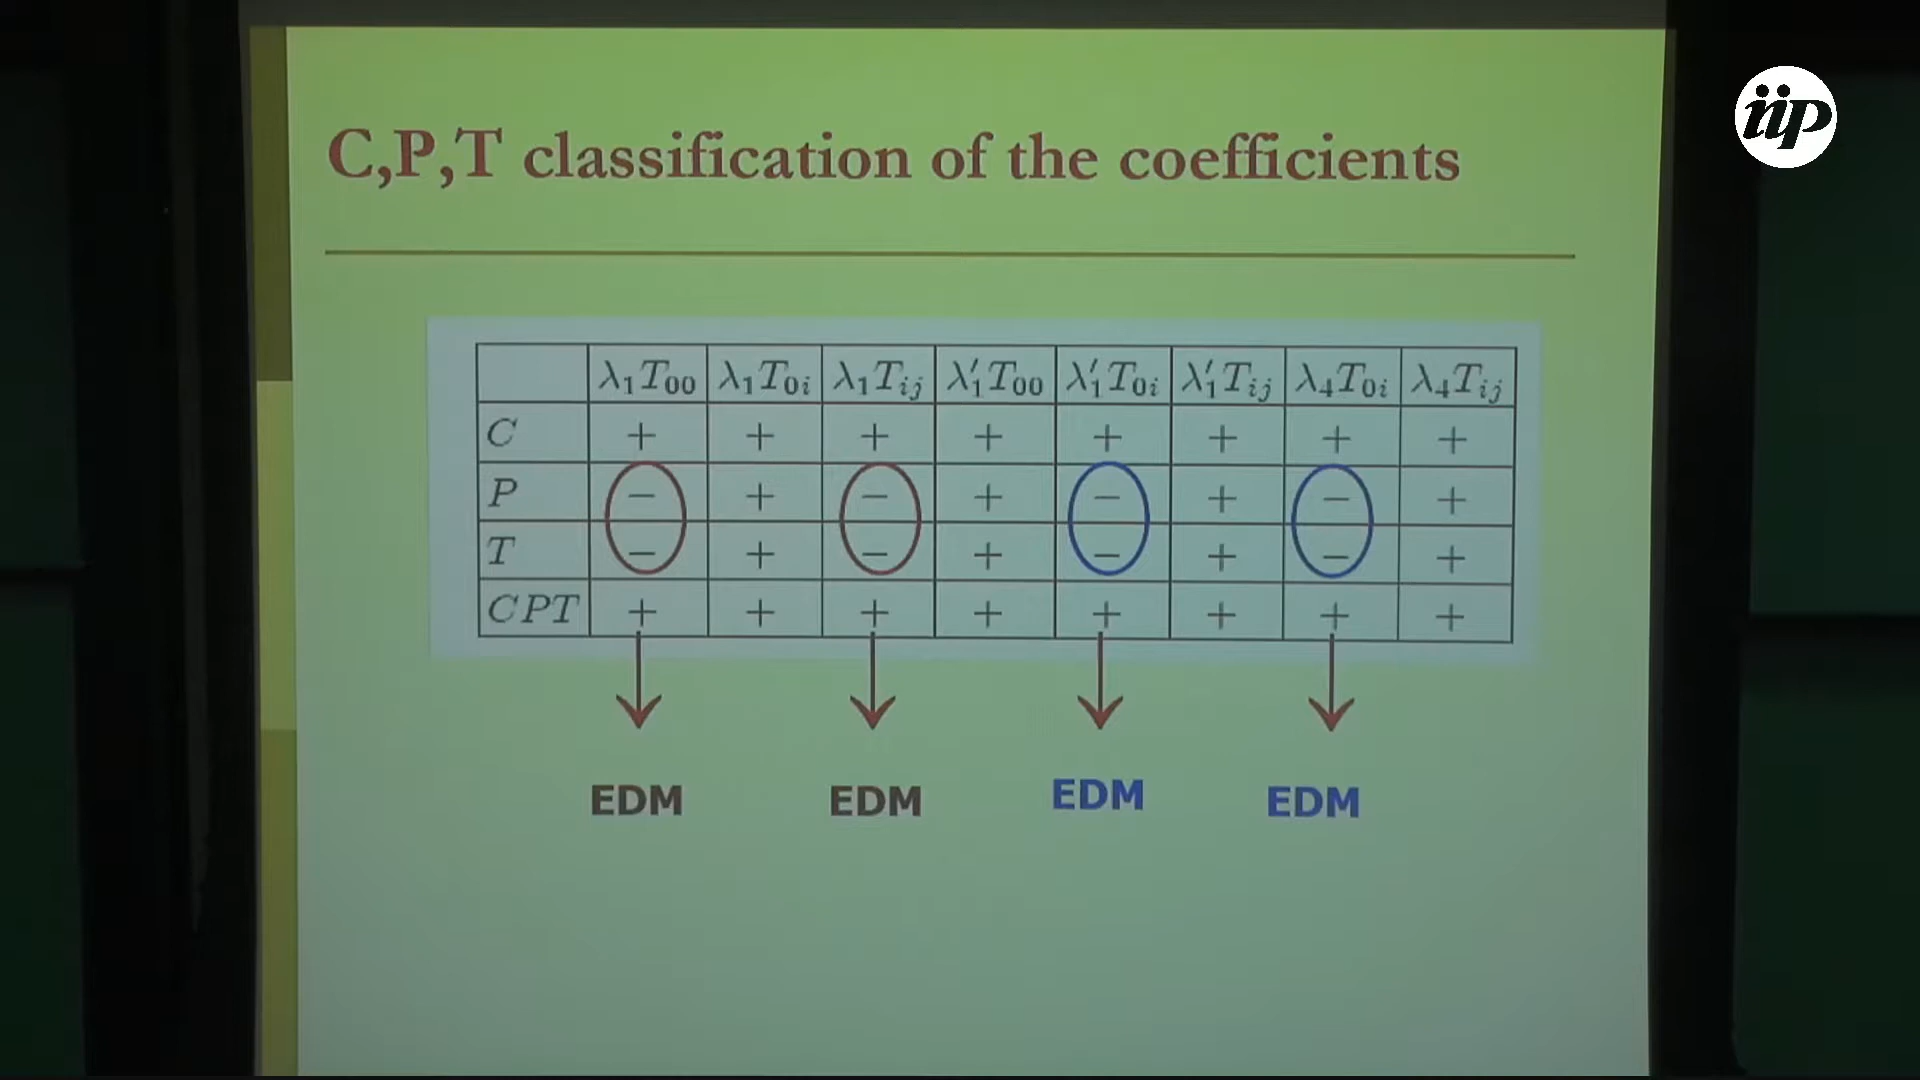 iip
C,P,T classification of the coefficients
λ₁T₀₀ λ₁T₀ᵢ λ₁Tᵢⱼ λ′₁T₀₀ λ′₁T₀ᵢ λ′₁Tᵢⱼ λ₄T₀ᵢ λ₄Tᵢⱼ
C + + + + + + + +
P − + − + − + − +
T − + − + − + − +
CPT + + + + + + + +
EDM EDM EDM EDM